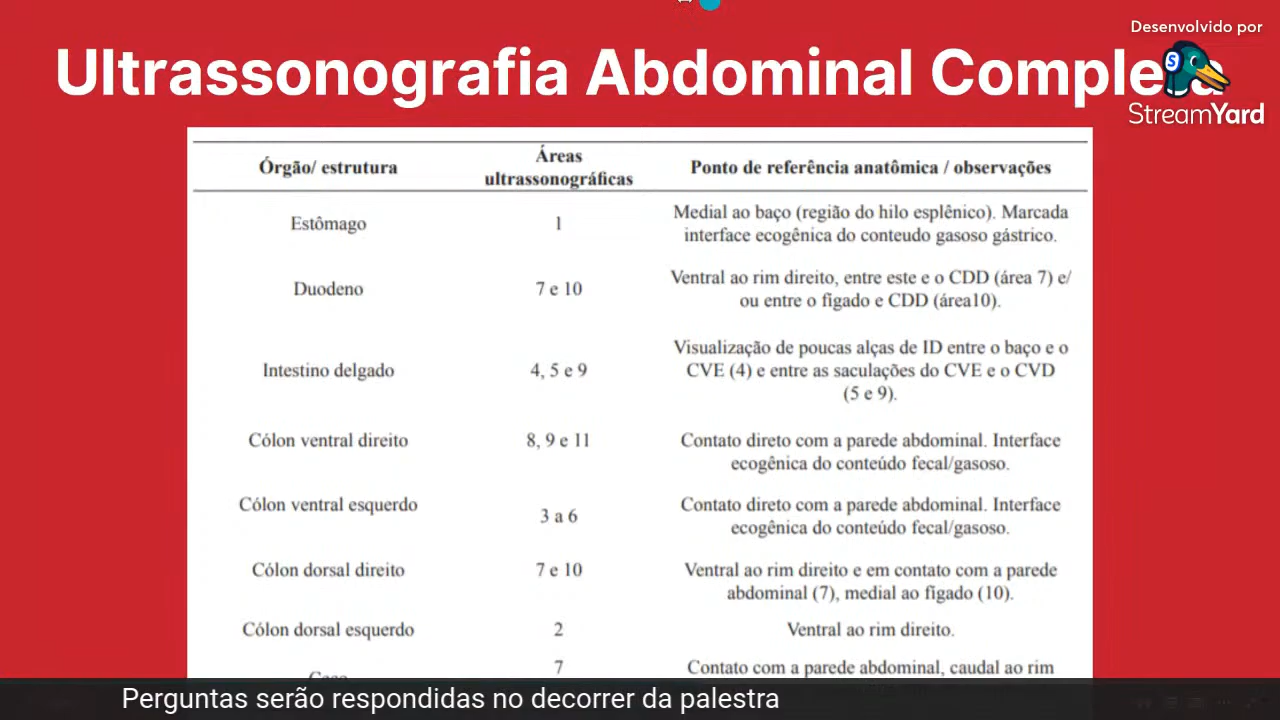 Desenvolvido por
Ultrassonografia Abdominal Completa
StreamYard
Órgão/ estrutura
Áreas
ultrassonográficas
Ponto de referência anatômica / observações
Estômago
1
Medial ao baço (região do hilo esplênico). Marcada
interface ecogênica do conteudo gasoso gástrico.
Duodeno
7 e 10
Ventral ao rim direito, entre este e o CDD (área 7) e/
ou entre o fígado e CDD (área10).
Intestino delgado
4, 5 e 9
Visualização de poucas alças de ID entre o baço e o
CVE (4) e entre as saculações do CVE e o CVD
(5 e 9).
Cólon ventral direito
8, 9 e 11
Contato direto com a parede abdominal. Interface
ecogênica do conteúdo fecal/gasoso.
Cólon ventral esquerdo
3 a 6
Contato direto com a parede abdominal. Interface
ecogênica do conteúdo fecal/gasoso.
Cólon dorsal direito
7 e 10
Ventral ao rim direito e em contato com a parede
abdominal (7), medial ao fígado (10).
Cólon dorsal esquerdo
2
Ventral ao rim direito.
7
Contato com a parede abdominal, caudal ao rim
Perguntas serão respondidas no decorrer da palestra